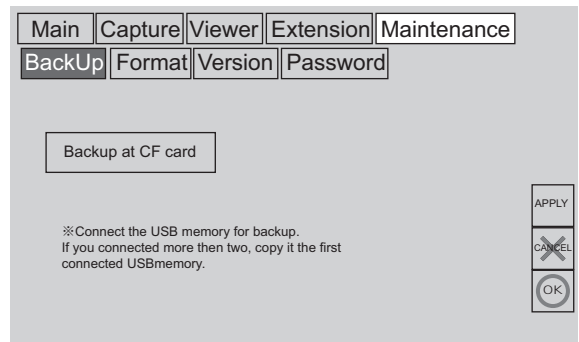 Main Capture Viewer Extension Maintenance
BackUp Format Version Password
Backup at CF card
※Connect the USB memory for backup.
If you connected more then two, copy it the first
connected USBmemory.
APPLY
CANCEL
OK